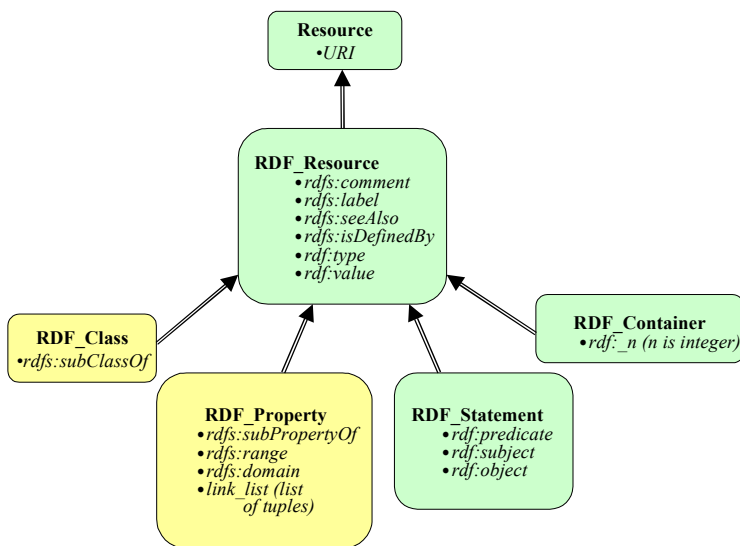 Resource
•URI
RDF_Resource
•rdfs:comment
•rdfs:label
•rdfs:seeAlso
•rdfs:isDefinedBy
•rdf:type
•rdf:value
RDF_Class
•rdfs:subClassOf
RDF_Container
•rdf:_n (n is integer)
RDF_Property
•rdfs:subPropertyOf
•rdfs:range
•rdfs:domain
•link_list (list
of tuples)
RDF_Statement
•rdf:predicate
•rdf:subject
•rdf:object